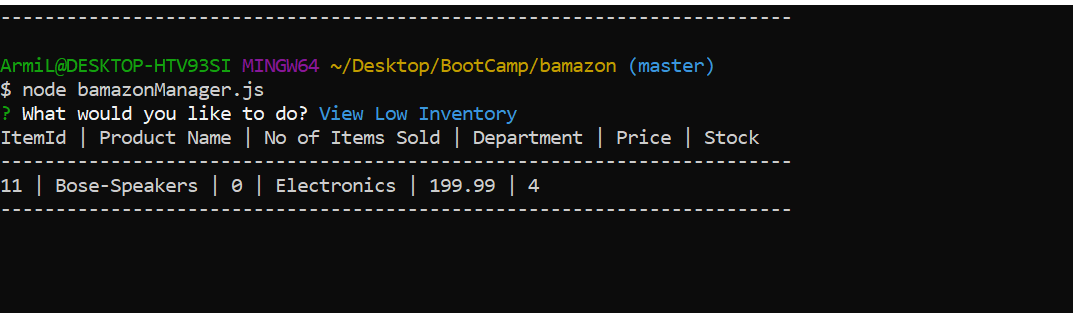 ------------------------------------------------------------------------
ArmiL@DESKTOP-HTV93SI MINGW64 ~/Desktop/BootCamp/bamazon (master)
$ node bamazonManager.js
? What would you like to do? View Low Inventory
ItemId | Product Name | No of Items Sold | Department | Price | Stock
------------------------------------------------------------------------
11 | Bose-Speakers | 0 | Electronics | 199.99 | 4
------------------------------------------------------------------------